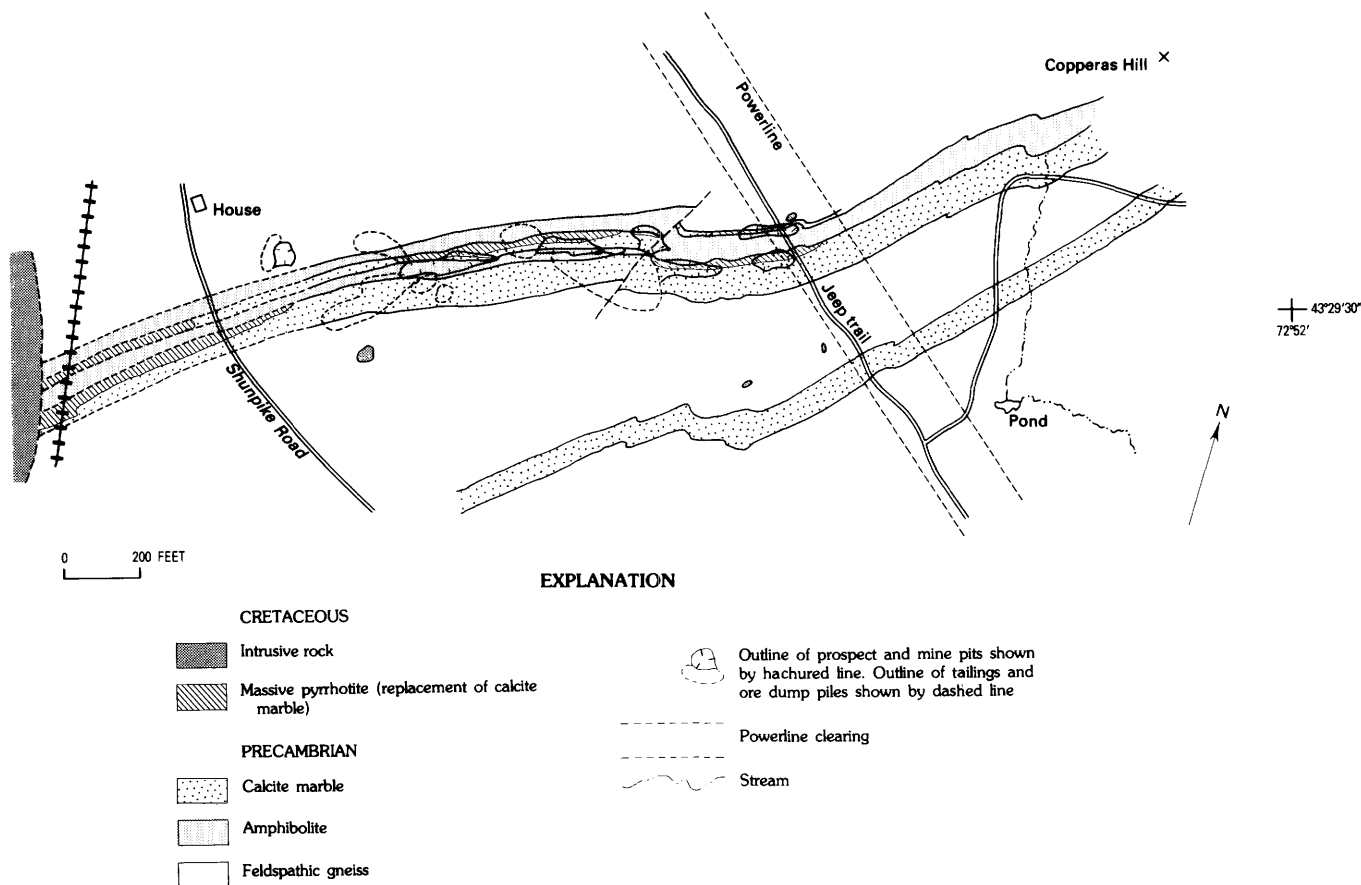 Copperas Hill ×
Powerline
House
Jeep trail
Shunpike Road
43°29'30"
72°52'
Pond
N
0 200 FEET
EXPLANATION
CRETACEOUS
Intrusive rock
Massive pyrrhotite (replacement of calcite
marble)
PRECAMBRIAN
Calcite marble
Amphibolite
Feldspathic gneiss
Outline of prospect and mine pits shown
by hachured line. Outline of tailings and
ore dump piles shown by dashed line
Powerline clearing
Stream